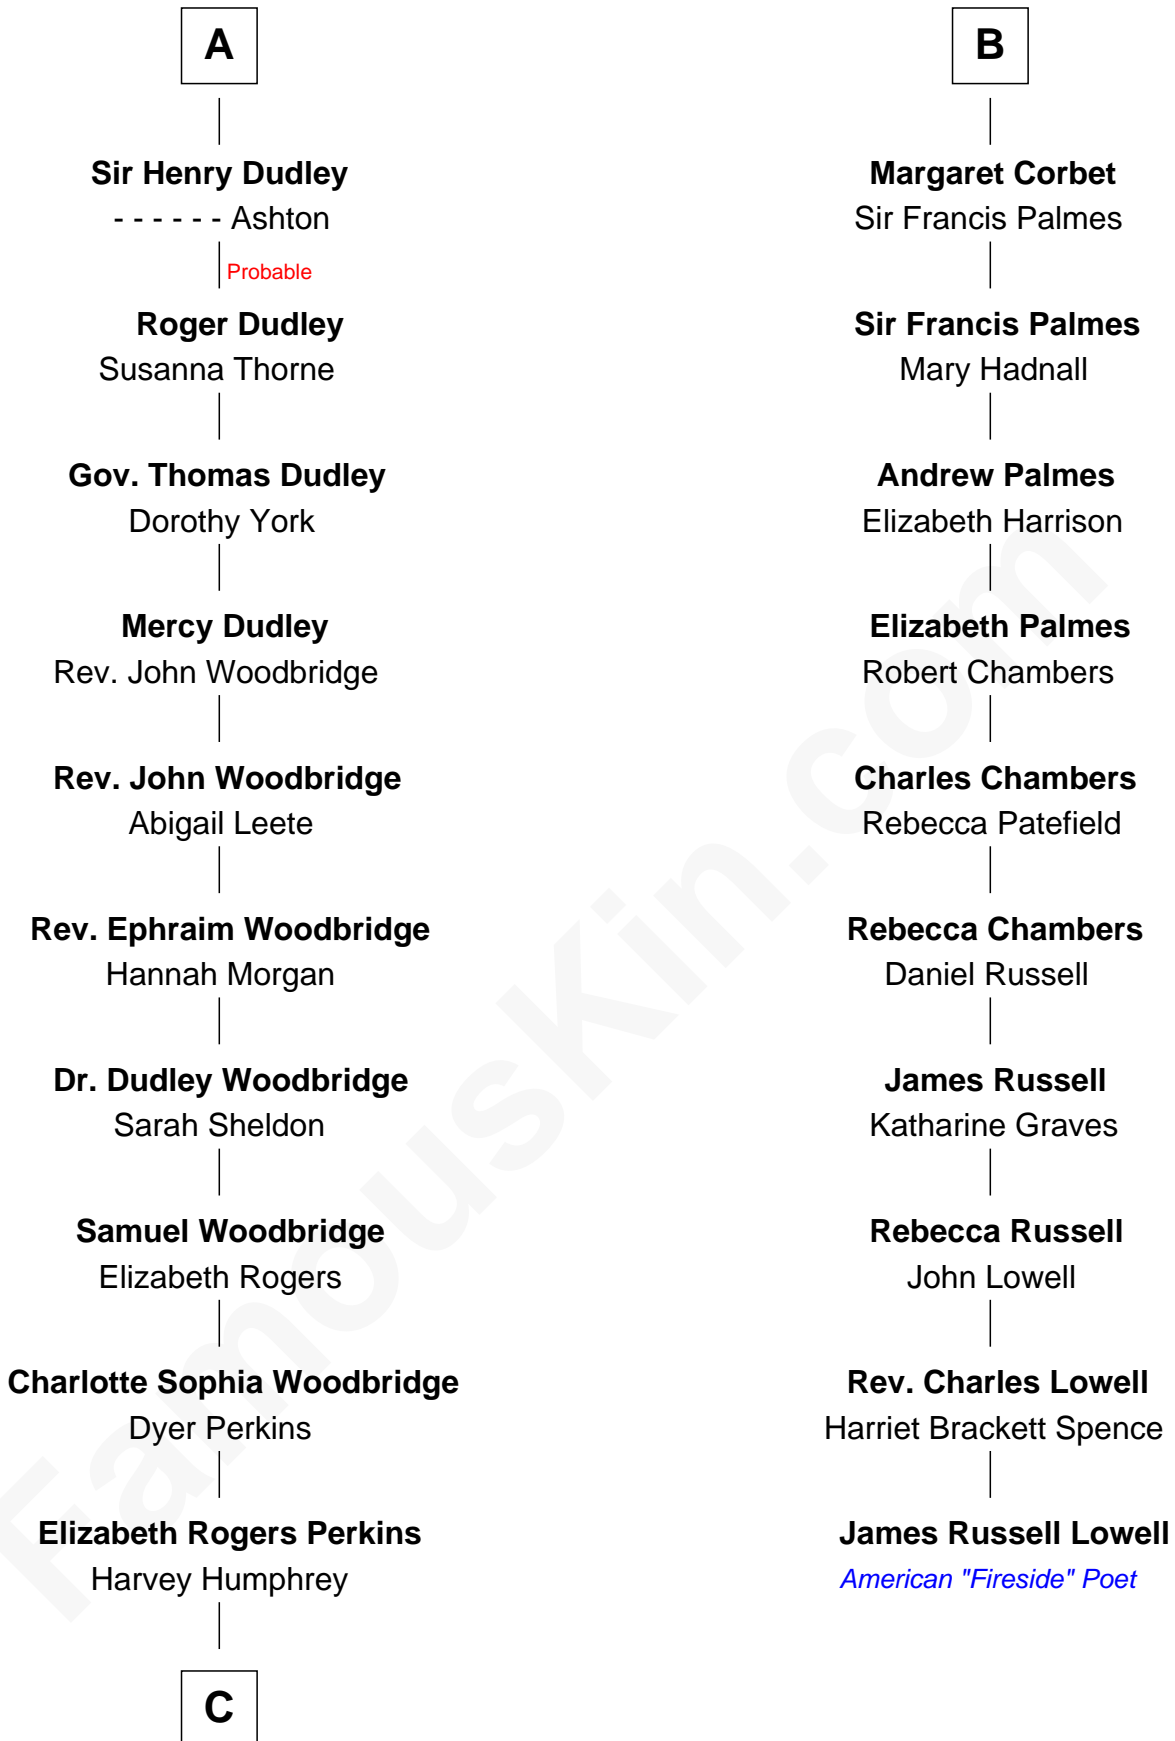 A
Sir Henry Dudley
- - - - - - Ashton
Probable
Roger Dudley
Susanna Thorne
Gov. Thomas Dudley
Dorothy York
Mercy Dudley
Rev. John Woodbridge
Rev. John Woodbridge
Abigail Leete
Rev. Ephraim Woodbridge
Hannah Morgan
Dr. Dudley Woodbridge
Sarah Sheldon
Samuel Woodbridge
Elizabeth Rogers
Charlotte Sophia Woodbridge
Dyer Perkins
Elizabeth Rogers Perkins
Harvey Humphrey
C
B
Margaret Corbet
Sir Francis Palmes
Sir Francis Palmes
Mary Hadnall
Andrew Palmes
Elizabeth Harrison
Elizabeth Palmes
Robert Chambers
Charles Chambers
Rebecca Patefield
Rebecca Chambers
Daniel Russell
James Russell
Katharine Graves
Rebecca Russell
John Lowell
Rev. Charles Lowell
Harriet Brackett Spence
James Russell Lowell
American "Fireside" Poet
FamousKin.com